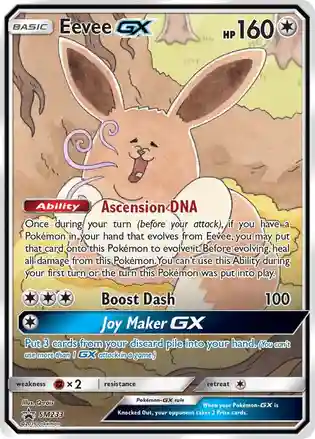 BASIC Eevee GX HP 160
Ability Ascension DNA
Once during your turn (before your attack), if you have a
Pokémon in your hand that evolves from Eevee, you may put
that card onto this Pokémon to evolve it. Before evolving, heal
all damage from this Pokémon. You can't use this Ability during
your first turn or the turn this Pokémon was put into play.
Boost Dash 100
Joy Maker GX
Put 3 cards from your discard pile into your hand. (You can't
use more than 1 GX attack in a game.)
weakness ×2 resistance retreat
Illus.
Pokémon-GX rule
When your Pokémon-GX is
Knocked Out, your opponent takes 2 Prize cards.
SM233